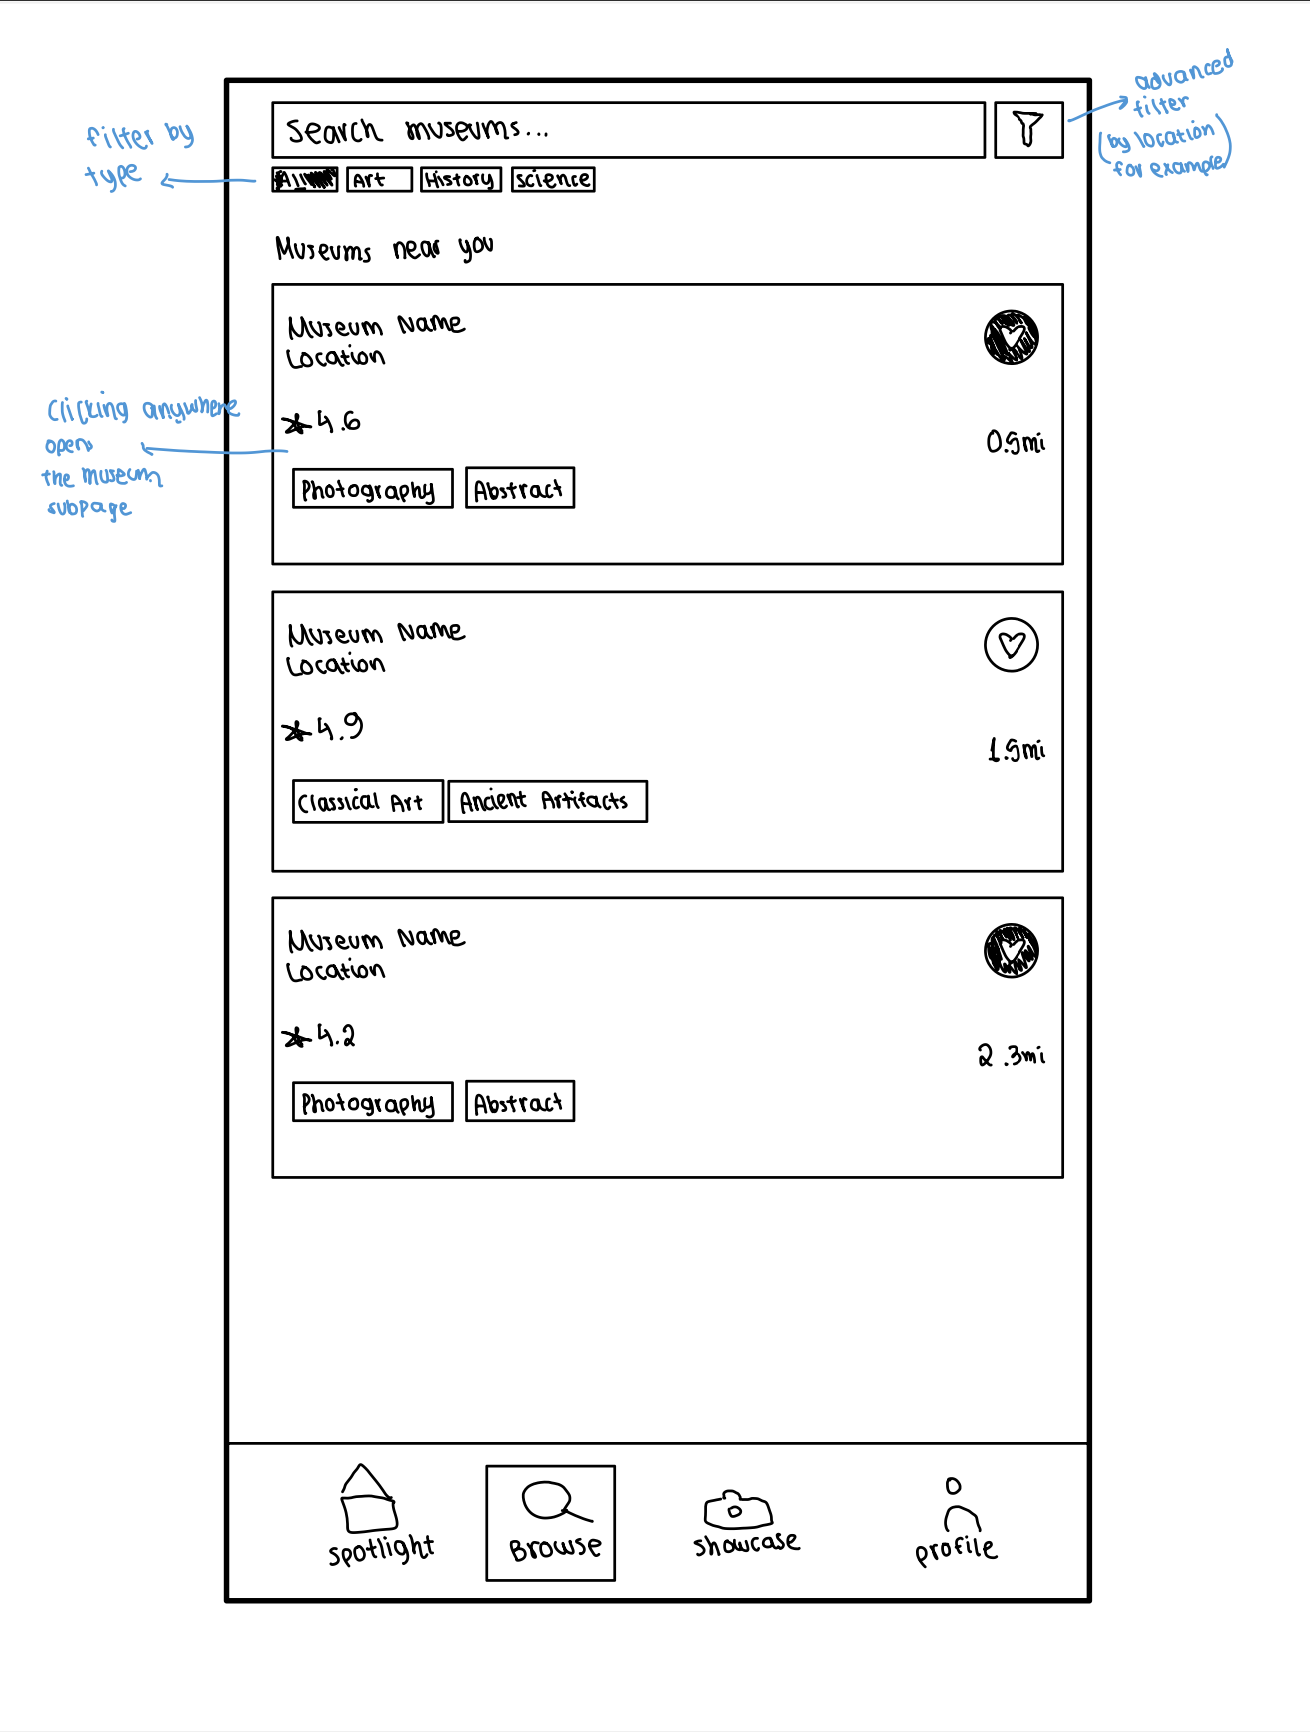 advanced
filter
(by location
for example)
filter by
type
Search museums...
All
Art
History
science
Museums near you
Museum Name
Location
4.6
0.5mi
Photography
Abstract
Clicking anywhere
opens
the museum
subpage
Museum Name
Location
4.9
1.5mi
Classical Art
Ancient Artifacts
Museum Name
Location
4.2
2.3mi
Photography
Abstract
spotlight
Browse
showcase
profile